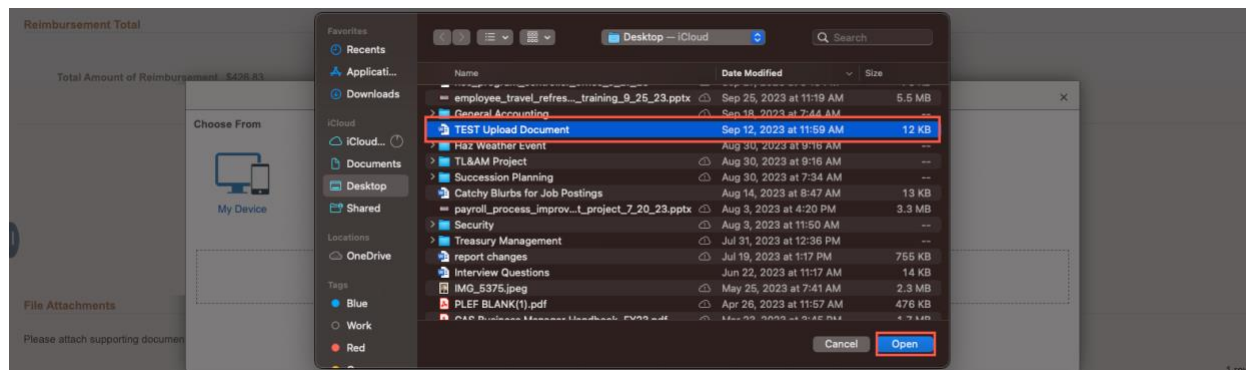 Reimbursement Total
Total Amount of Reimbursement $426.83
Choose From
My Device
File Attachments
Please attach supporting documen
×
Favorites
Recents
Applicati...
Downloads
iCloud
iCloud...
Documents
Desktop
Shared
Locations
OneDrive
Tags
Blue
Work
Red
Desktop — iCloud
Search
Name Date Modified Size
employee_travel_refres..._training_9_25_23.pptx Sep 25, 2023 at 11:19 AM 5.5 MB
General Accounting Sep 18, 2023 at 7:44 AM --
TEST Upload Document Sep 12, 2023 at 11:59 AM 12 KB
Haz Weather Event Aug 30, 2023 at 9:16 AM --
TL&AM Project Aug 30, 2023 at 9:16 AM --
Succession Planning Aug 30, 2023 at 7:34 AM --
Catchy Blurbs for Job Postings Aug 14, 2023 at 8:47 AM 13 KB
payroll_process_improv...t_project_7_20_23.pptx Aug 3, 2023 at 4:20 PM 3.3 MB
Security Aug 3, 2023 at 11:50 AM --
Treasury Management Jul 31, 2023 at 12:36 PM --
report changes Jul 19, 2023 at 1:17 PM 755 KB
Interview Questions Jun 22, 2023 at 11:17 AM 14 KB
IMG_5375.jpeg May 25, 2023 at 7:41 AM 2.3 MB
PLEF BLANK(1).pdf Apr 26, 2023 at 11:57 AM 476 KB
Cancel Open